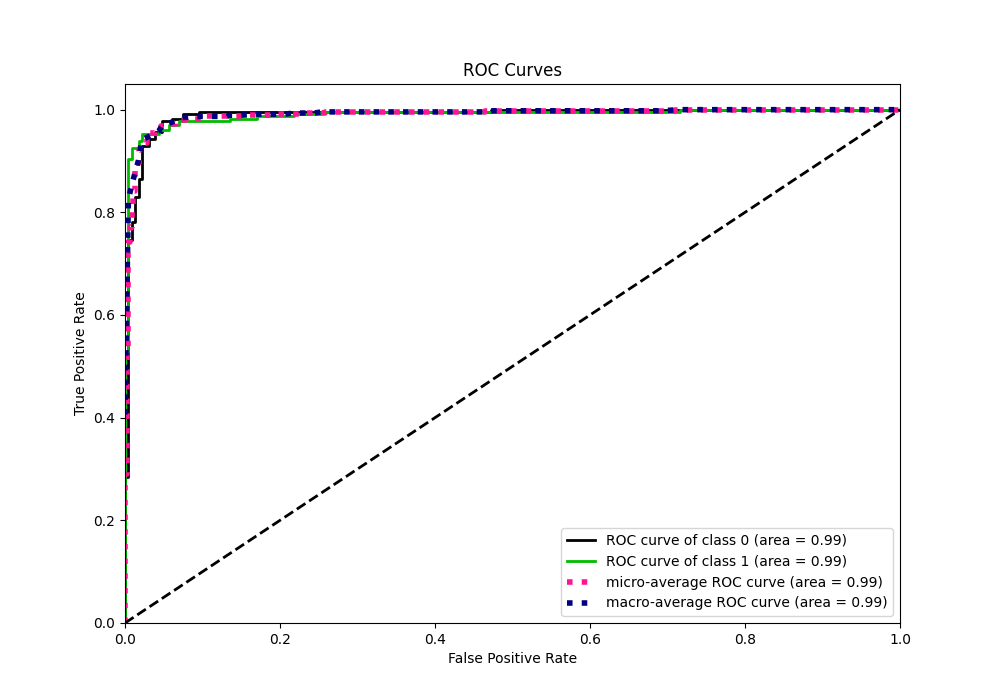 ROC Curves
1.0
0.8
0.6
0.4
0.2
0.0
True Positive Rate
0.0 0.2 0.4 0.6 0.8 1.0
False Positive Rate
ROC curve of class 0 (area = 0.99)
ROC curve of class 1 (area = 0.99)
micro-average ROC curve (area = 0.99)
macro-average ROC curve (area = 0.99)